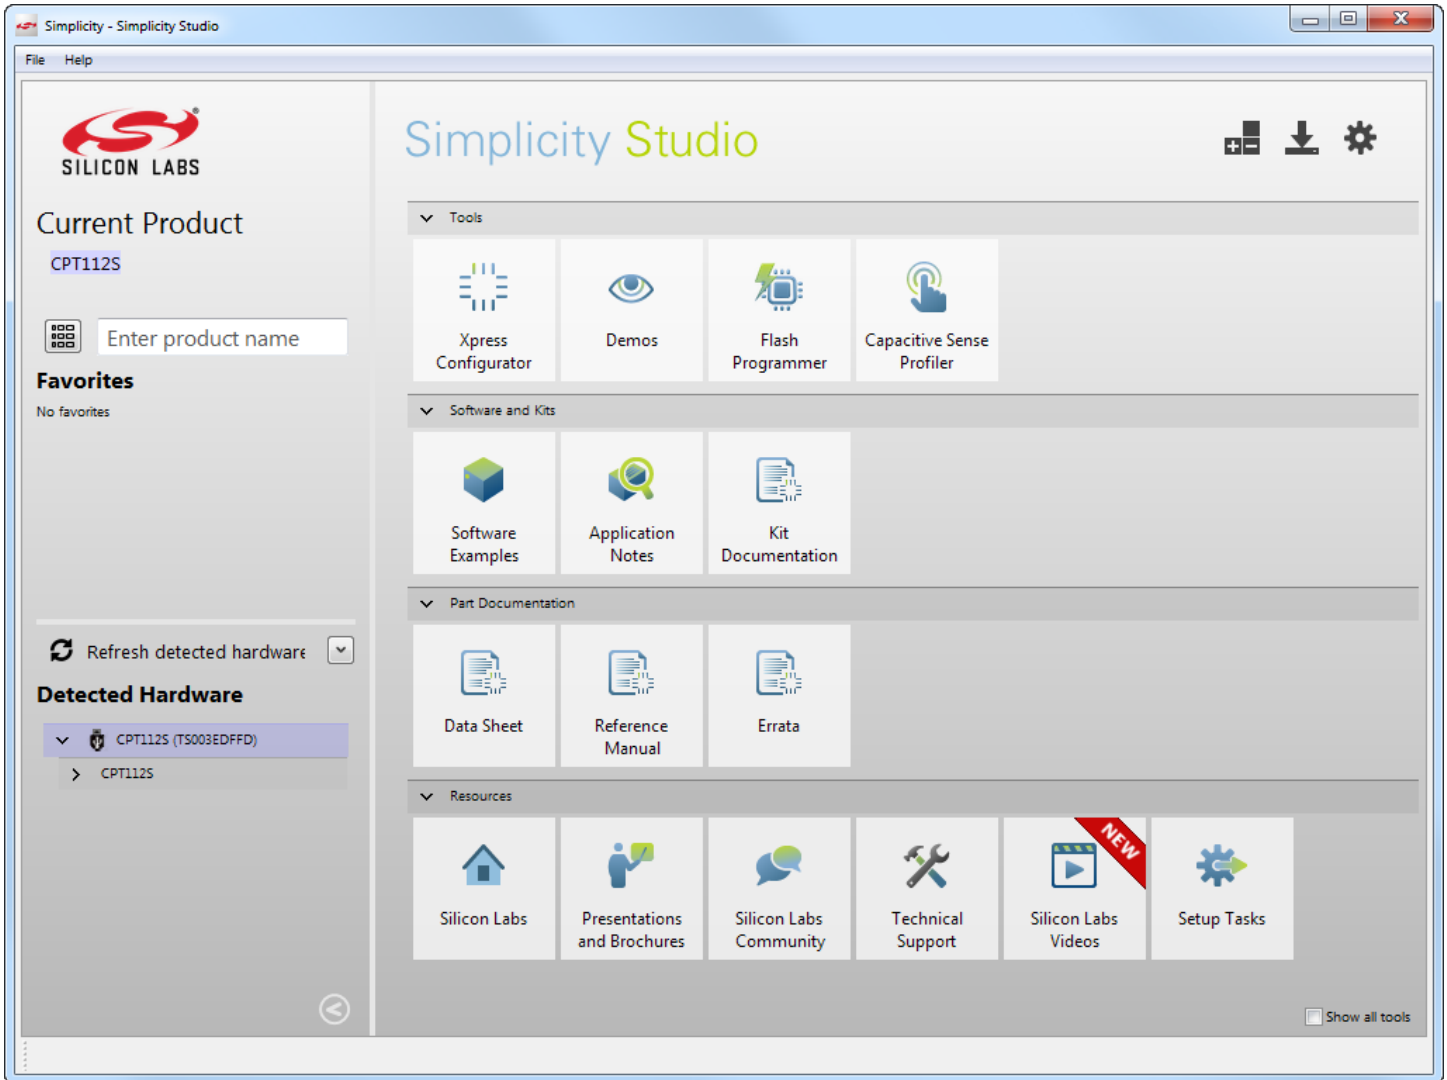 Simplicity - Simplicity Studio
File Help
SILICON LABS
Simplicity Studio
Current Product
CPT112S
Enter product name
Favorites
No favorites
Refresh detected hardware
Detected Hardware
CPT112S (TS003EDFFD)
CPT112S
Tools
Xpress
Configurator
Demos
Flash
Programmer
Capacitive Sense
Profiler
Software and Kits
Software
Examples
Application
Notes
Kit
Documentation
Part Documentation
Data Sheet
Reference
Manual
Errata
Resources
Silicon Labs
Presentations
and Brochures
Silicon Labs
Community
Technical
Support
NEW
Silicon Labs
Videos
Setup Tasks
Show all tools